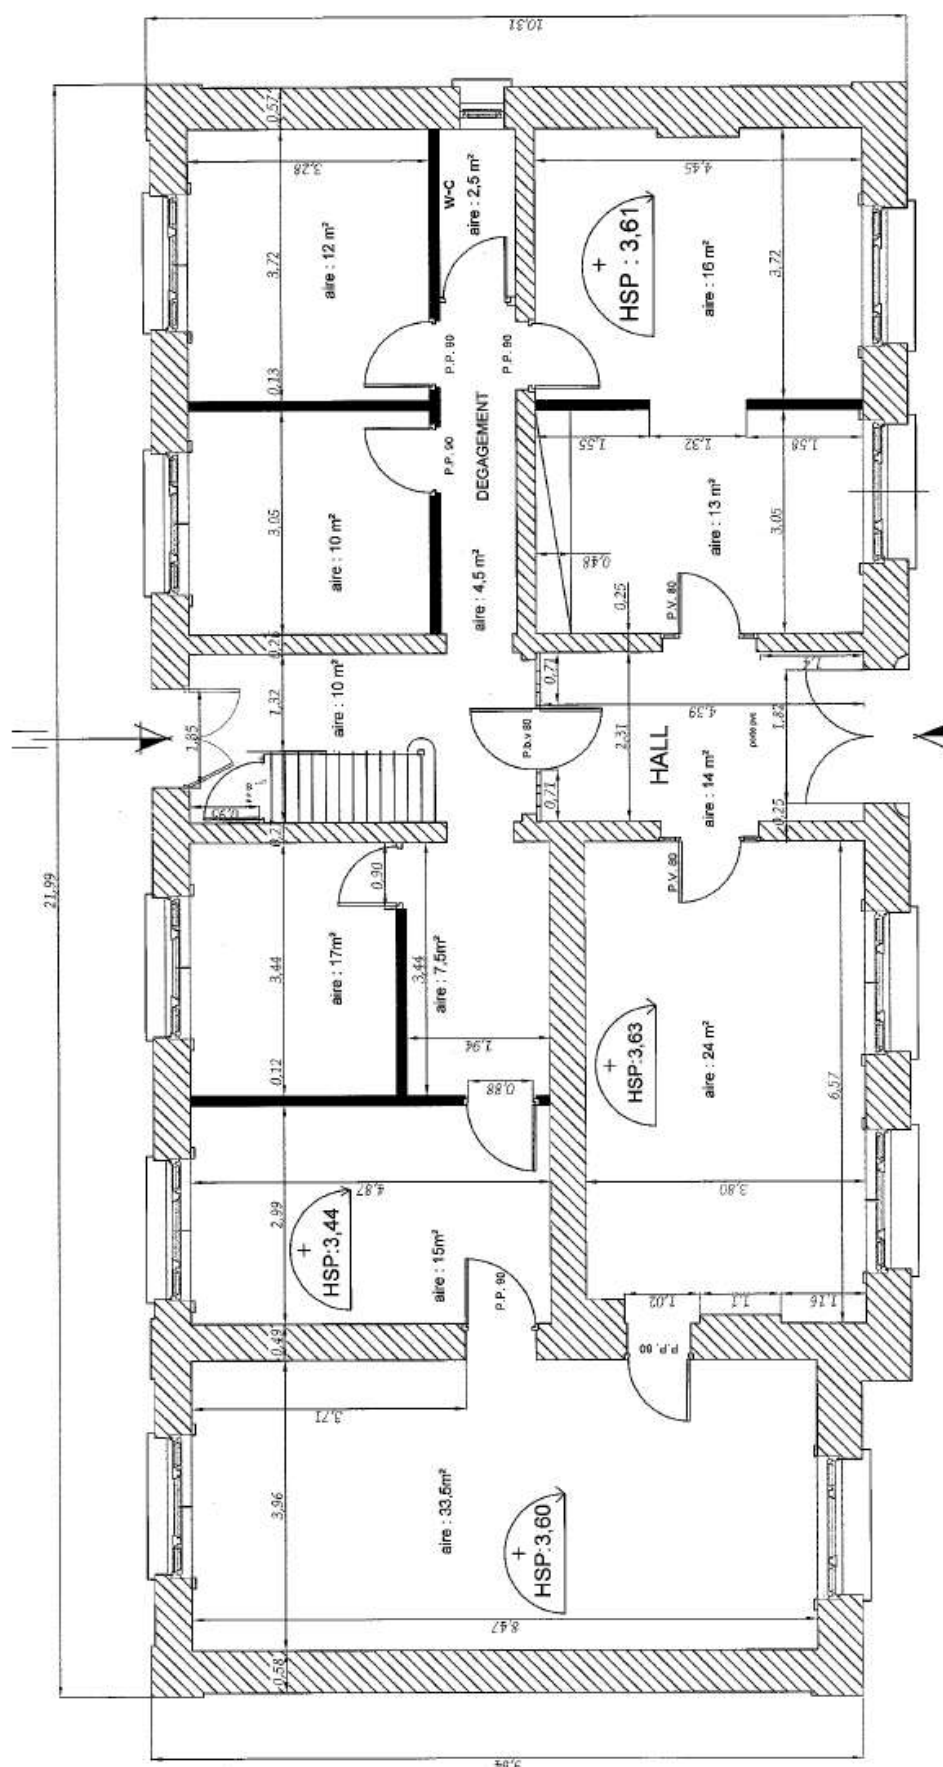 10,31
21,99
0,57
3,28
4,45
W-C
aire : 2,5 m²
3,72
aire : 12 m²
HSP : 3,61
aire : 16 m²
3,72
P.P. 90
P.P. 90
0,13
DEGAGEMENT
P.P. 90
1,55
1,32
1,58
3,05
aire : 10 m²
aire : 4,5 m²
aire : 13 m²
3,05
0,48
0,25
P.V. 80
1,32
aire : 10 m²
0,71
4,39
1,82
1,85
P.b.v 80
2,31
HALL
0,71
aire : 14 m²
0,25
0,95
P.V. 80
0,90
3,44
aire : 17m²
3,44
aire : 7,5m²
0,12
1,94
0,88
HSP:3,63
aire : 24 m²
6,57
4,87
3,80
2,99
HSP:3,44
aire : 15m²
P.P. 90
1,02
1,1
1,16
0,49
P.P. 80
3,71
3,96
aire : 33,5m²
HSP:3,60
8,47
0,58